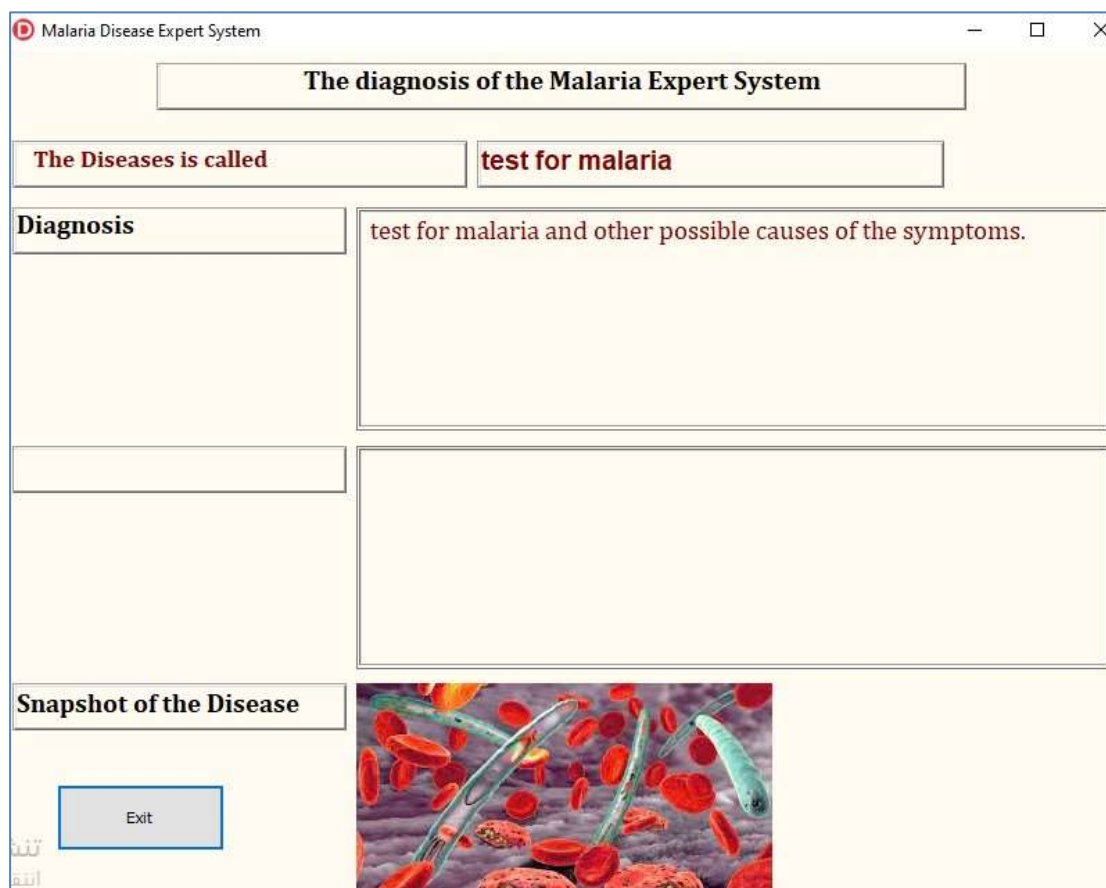 Malaria Disease Expert System
The diagnosis of the Malaria Expert System
The Diseases is called
test for malaria
Diagnosis
test for malaria and other possible causes of the symptoms.
Snapshot of the Disease
Exit